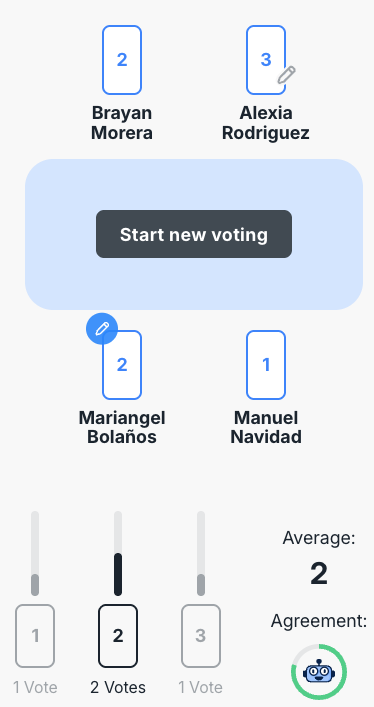 2
3
Brayan
Morera
Alexia
Rodriguez
Start new voting
2
1
Mariangel
Bolaños
Manuel
Navidad
Average:
2
Agreement:
1
2
3
1 Vote
2 Votes
1 Vote